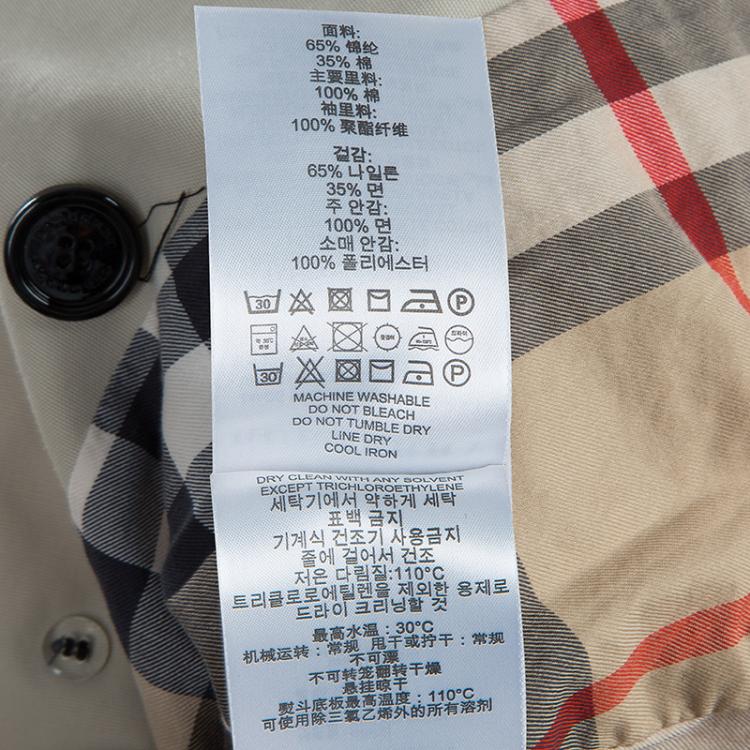 面料:
65% 锦纶
35% 棉
主要里料:
100% 棉
袖里料:
100% 聚酯纤维
겉감:
65% 나일론
35% 면
주 안감:
100% 면
소매 안감:
100% 폴리에스터
30 P
약 30℃
중성
30 P
MACHINE WASHABLE
DO NOT BLEACH
DO NOT TUMBLE DRY
LINE DRY
COOL IRON
DRY CLEAN WITH ANY SOLVENT
EXCEPT TRICHLOROETHYLENE
세탁기에서 약하게 세탁
표백 금지
기계식 건조기 사용금지
줄에 걸어서 건조
저온 다림질:110°C
트리클로로에틸렌을 제외한 용제로
드라이 크리닝할 것
最高水温：30°C
机械运转：常规 甩干或拧干：常规
不可漂
不可转笼翻转干燥
悬挂晾干
熨斗底板最高温度：110°C
可使用除三氯乙烯外的所有溶剂